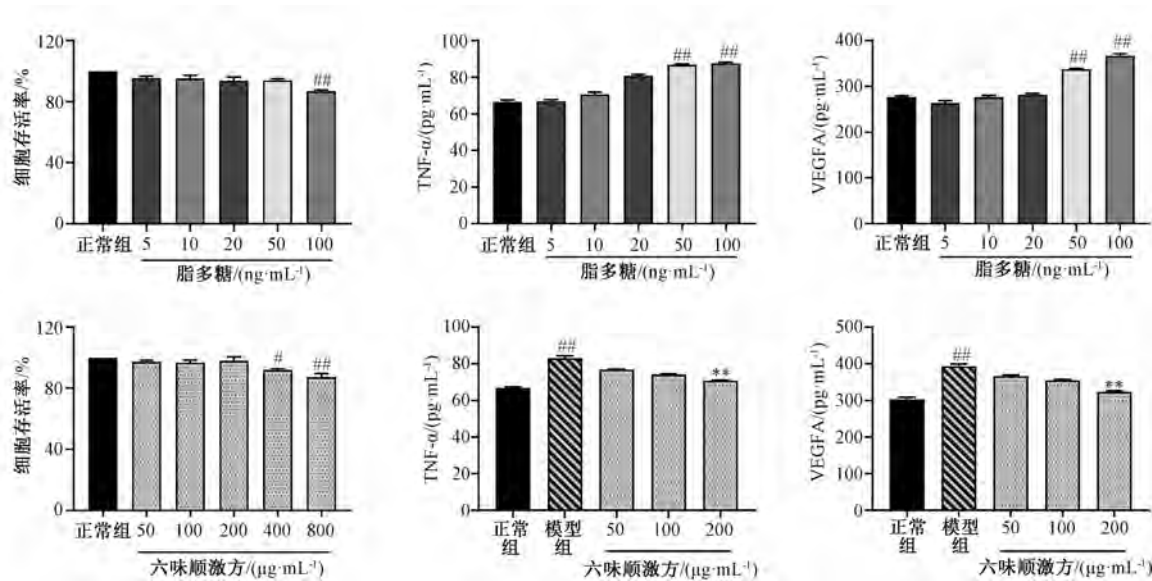 120
80
40
0
细胞存活率/%
##
正常组 5 10 20 50 100
脂多糖/(ng·mL⁻¹)
100
80
60
40
20
0
TNF-α/(pg·mL⁻¹)
## ##
正常组 5 10 20 50 100
脂多糖/(ng·mL⁻¹)
400
300
200
100
0
VEGFA/(pg·mL⁻¹)
## ##
正常组 5 10 20 50 100
脂多糖/(ng·mL⁻¹)
120
80
40
0
细胞存活率/%
# ##
正常组 50 100 200 400 800
六味顺激方/(μg·mL⁻¹)
100
80
60
40
20
0
TNF-α/(pg·mL⁻¹)
## **
正常组 模型组 50 100 200
六味顺激方/(μg·mL⁻¹)
500
400
300
200
100
0
VEGFA/(pg·mL⁻¹)
## **
正常组 模型组 50 100 200
六味顺激方/(μg·mL⁻¹)